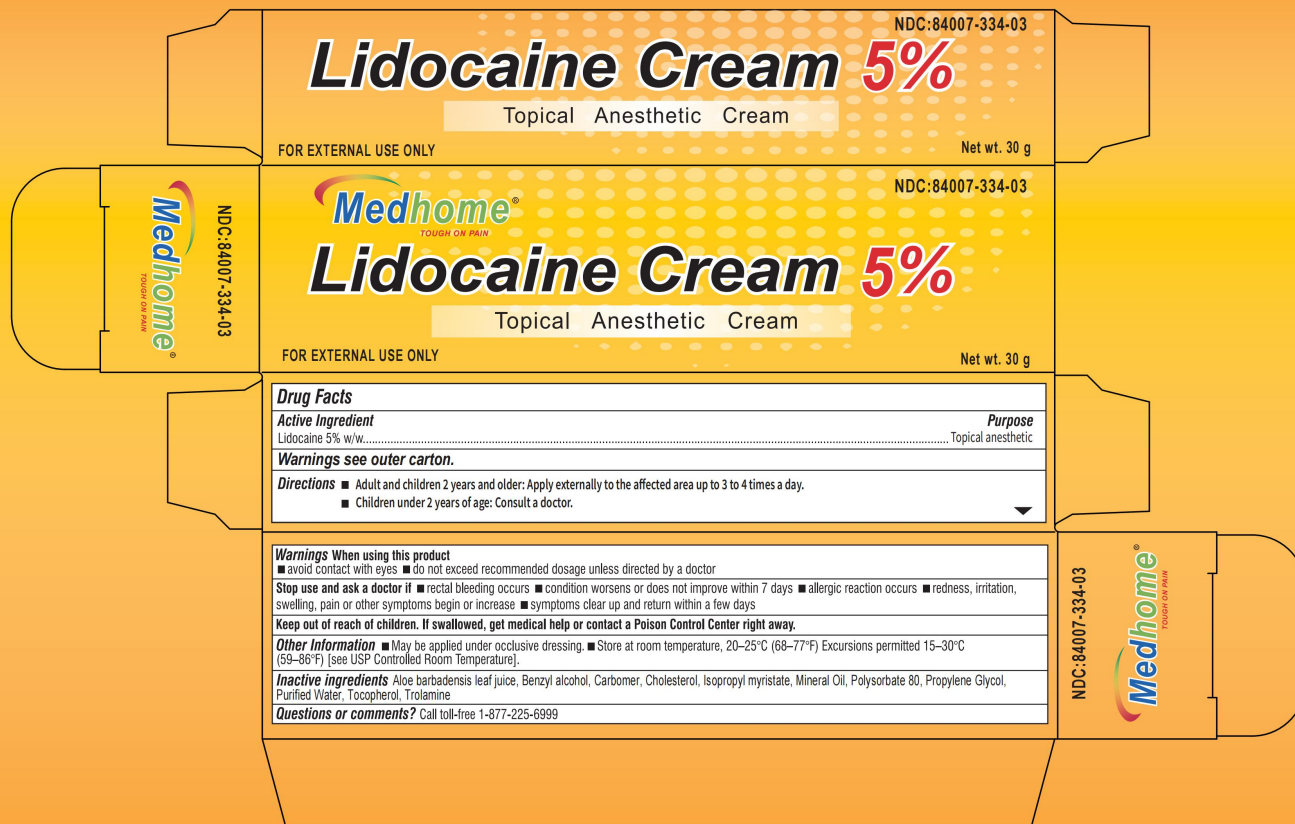 NDC:84007-334-03
Lidocaine Cream 5%
Topical Anesthetic Cream
FOR EXTERNAL USE ONLY
Net wt. 30 g
Medhome®
TOUGH ON PAIN
NDC:84007-334-03
Medhome®
TOUGH ON PAIN
NDC:84007-334-03
Lidocaine Cream 5%
Topical Anesthetic Cream
FOR EXTERNAL USE ONLY
Net wt. 30 g
Drug Facts
Active Ingredient Purpose
Lidocaine 5% w/w................................................................Topical anesthetic
Warnings see outer carton.
Directions ■ Adult and children 2 years and older: Apply externally to the affected area up to 3 to 4 times a day.
■ Children under 2 years of age: Consult a doctor.
Warnings When using this product
■ avoid contact with eyes ■ do not exceed recommended dosage unless directed by a doctor
Stop use and ask a doctor if ■ rectal bleeding occurs ■ condition worsens or does not improve within 7 days ■ allergic reaction occurs ■ redness, irritation,
swelling, pain or other symptoms begin or increase ■ symptoms clear up and return within a few days
Keep out of reach of children. If swallowed, get medical help or contact a Poison Control Center right away.
Other Information ■ May be applied under occlusive dressing. ■ Store at room temperature, 20–25°C (68–77°F) Excursions permitted 15–30°C
(59–86°F) [see USP Controlled Room Temperature].
Inactive ingredients Aloe barbadensis leaf juice, Benzyl alcohol, Carbomer, Cholesterol, Isopropyl myristate, Mineral Oil, Polysorbate 80, Propylene Glycol,
Purified Water, Tocopherol, Trolamine
Questions or comments? Call toll-free 1-877-225-6999
NDC:84007-334-03
Medhome®
TOUGH ON PAIN